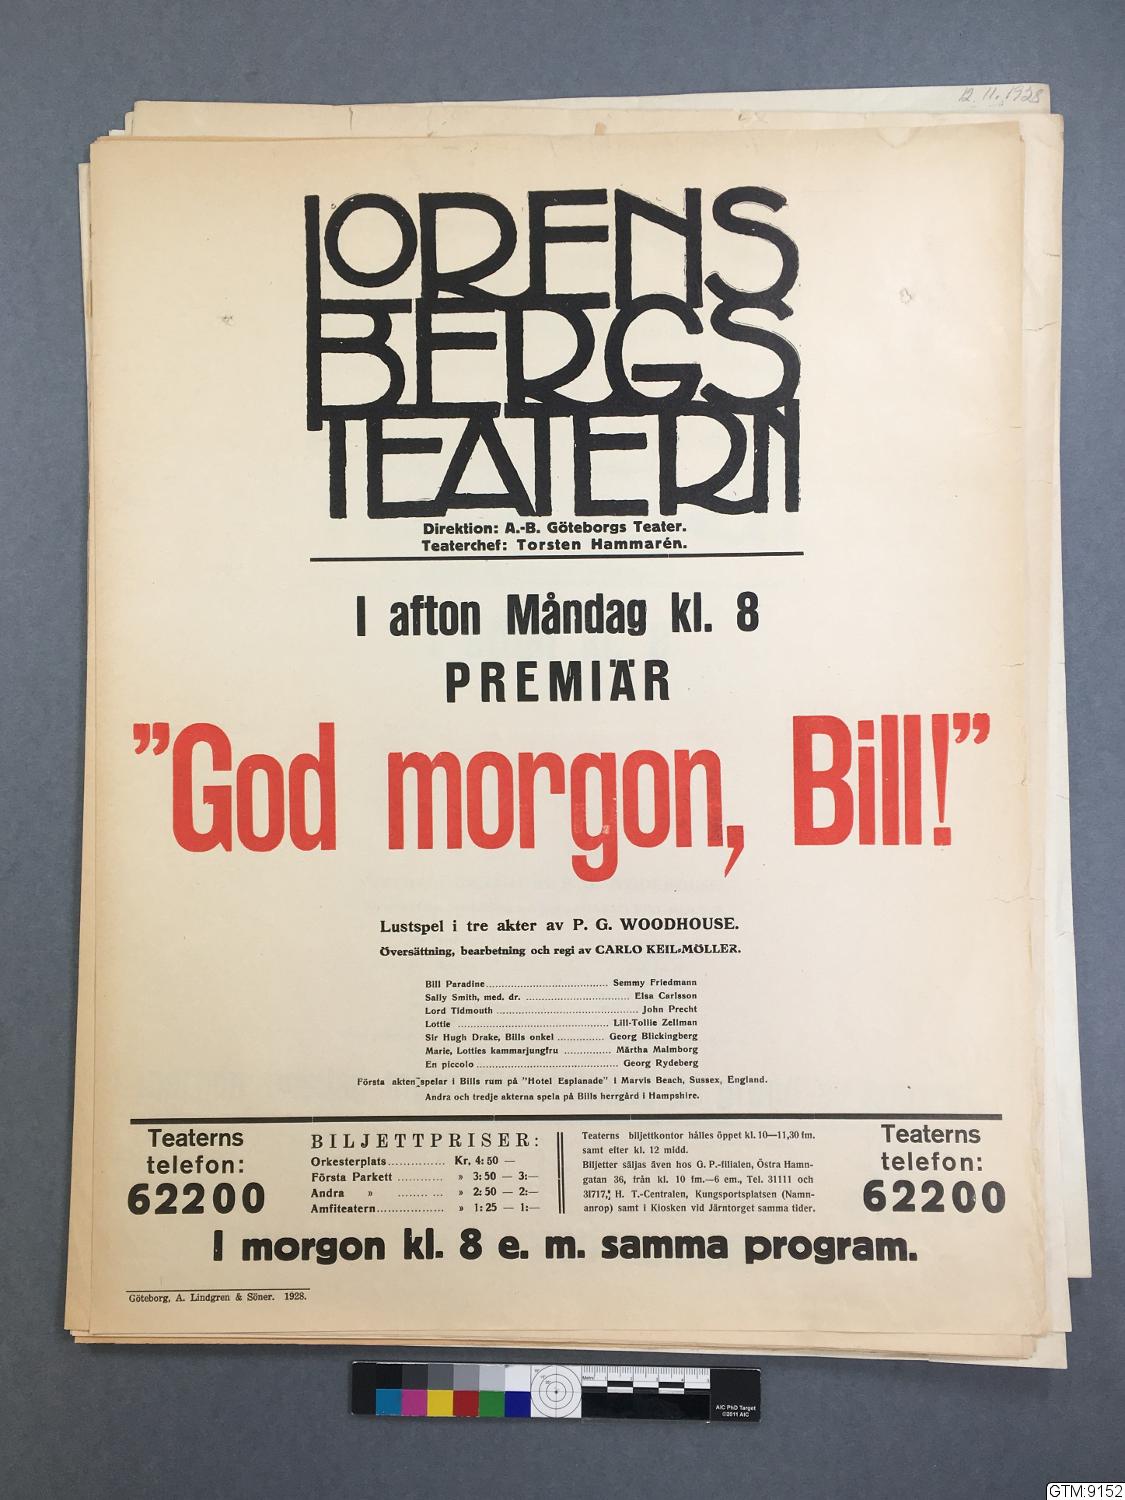 12.11.1928
LORENS
BERGS
TEATERN
Direktion: A.-B. Göteborgs Teater.
Teaterchef: Torsten Hammarén.
I afton Måndag kl. 8
PREMIÄR
”God morgon, Bill!”
Lustspel i tre akter av P. G. WOODHOUSE.
Översättning, bearbetning och regi av CARLO KEIL-MÖLLER.
Bill Paradine........................................ Semmy Friedmann
Sally Smith, med. dr. .................................. Elsa Carlsson
Lord Tidmouth .............................................. John Precht
Lottie .................................................. Lill-Tollie Zellman
Sir Hugh Drake, Bills onkel ............... Georg Blickingberg
Marie, Lotties kammarjungfru ............... Märtha Malmborg
En piccolo .............................................. Georg Rydeberg
Första akten spelar i Bills rum på ”Hotel Esplanade” i Marvis Beach, Sussex, England.
Andra och tredje akterna spela på Bills herrgård i Hampshire.
Teaterns
telefon:
62200
BILJETTPRISER:
Orkesterplats............... Kr. 4: 50 —
Första Parkett ............ » 3: 50 — 3:—
Andra » ............ » 2: 50 — 2:—
Amfiteatern.................. » 1: 25 — 1:—
Teaterns biljettkontor hålles öppet kl. 10—11,30 fm.
samt efter kl. 12 midd.
Biljetter säljas även hos G. P.-filialen, Östra Hamn-
gatan 36, från kl. 10 fm.—6 em., Tel. 31111 och
31717, H. T.-Centralen, Kungsportsplatsen (Namn-
anrop) samt i Kiosken vid Järntorget samma tider.
Teaterns
telefon:
62200
I morgon kl. 8 e. m. samma program.
Göteborg, A. Lindgren & Söner. 1928.
AIC PhD Target
©2011 AIC
GTM:9152